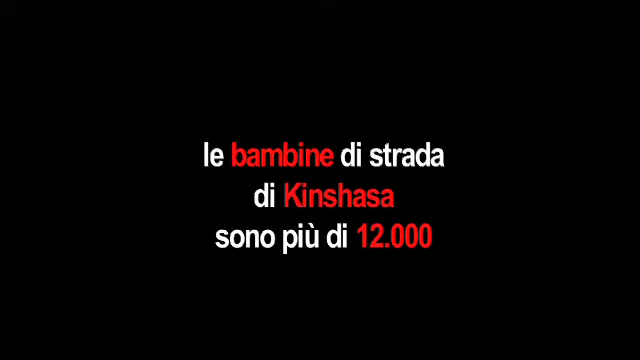 le bambine di strada
di Kinshasa
sono più di 12.000